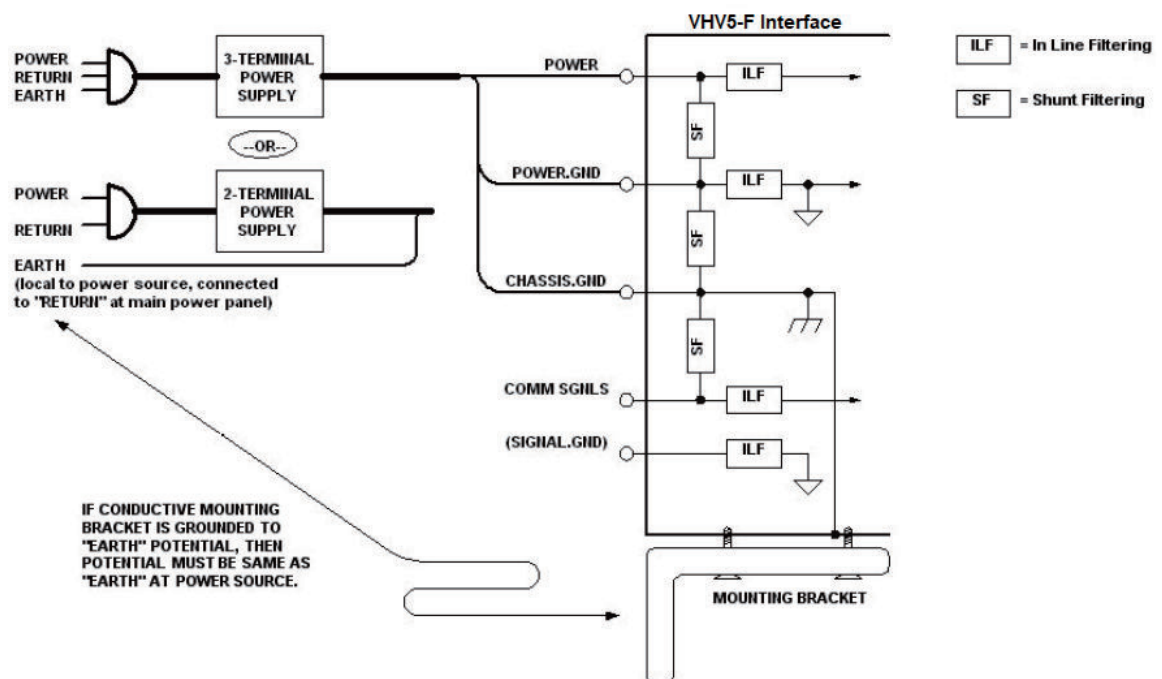 VHV5-F Interface
POWER
RETURN
EARTH
3-TERMINAL
POWER
SUPPLY
--OR--
POWER
RETURN
2-TERMINAL
POWER
SUPPLY
EARTH
(local to power source, connected
to "RETURN" at main power panel)
POWER
ILF
SF
POWER.GND
ILF
SF
CHASSIS.GND
SF
COMM SGNLS
ILF
(SIGNAL.GND)
ILF
ILF = In Line Filtering
SF = Shunt Filtering
IF CONDUCTIVE MOUNTING
BRACKET IS GROUNDED TO
"EARTH" POTENTIAL, THEN
POTENTIAL MUST BE SAME AS
"EARTH" AT POWER SOURCE.
MOUNTING BRACKET